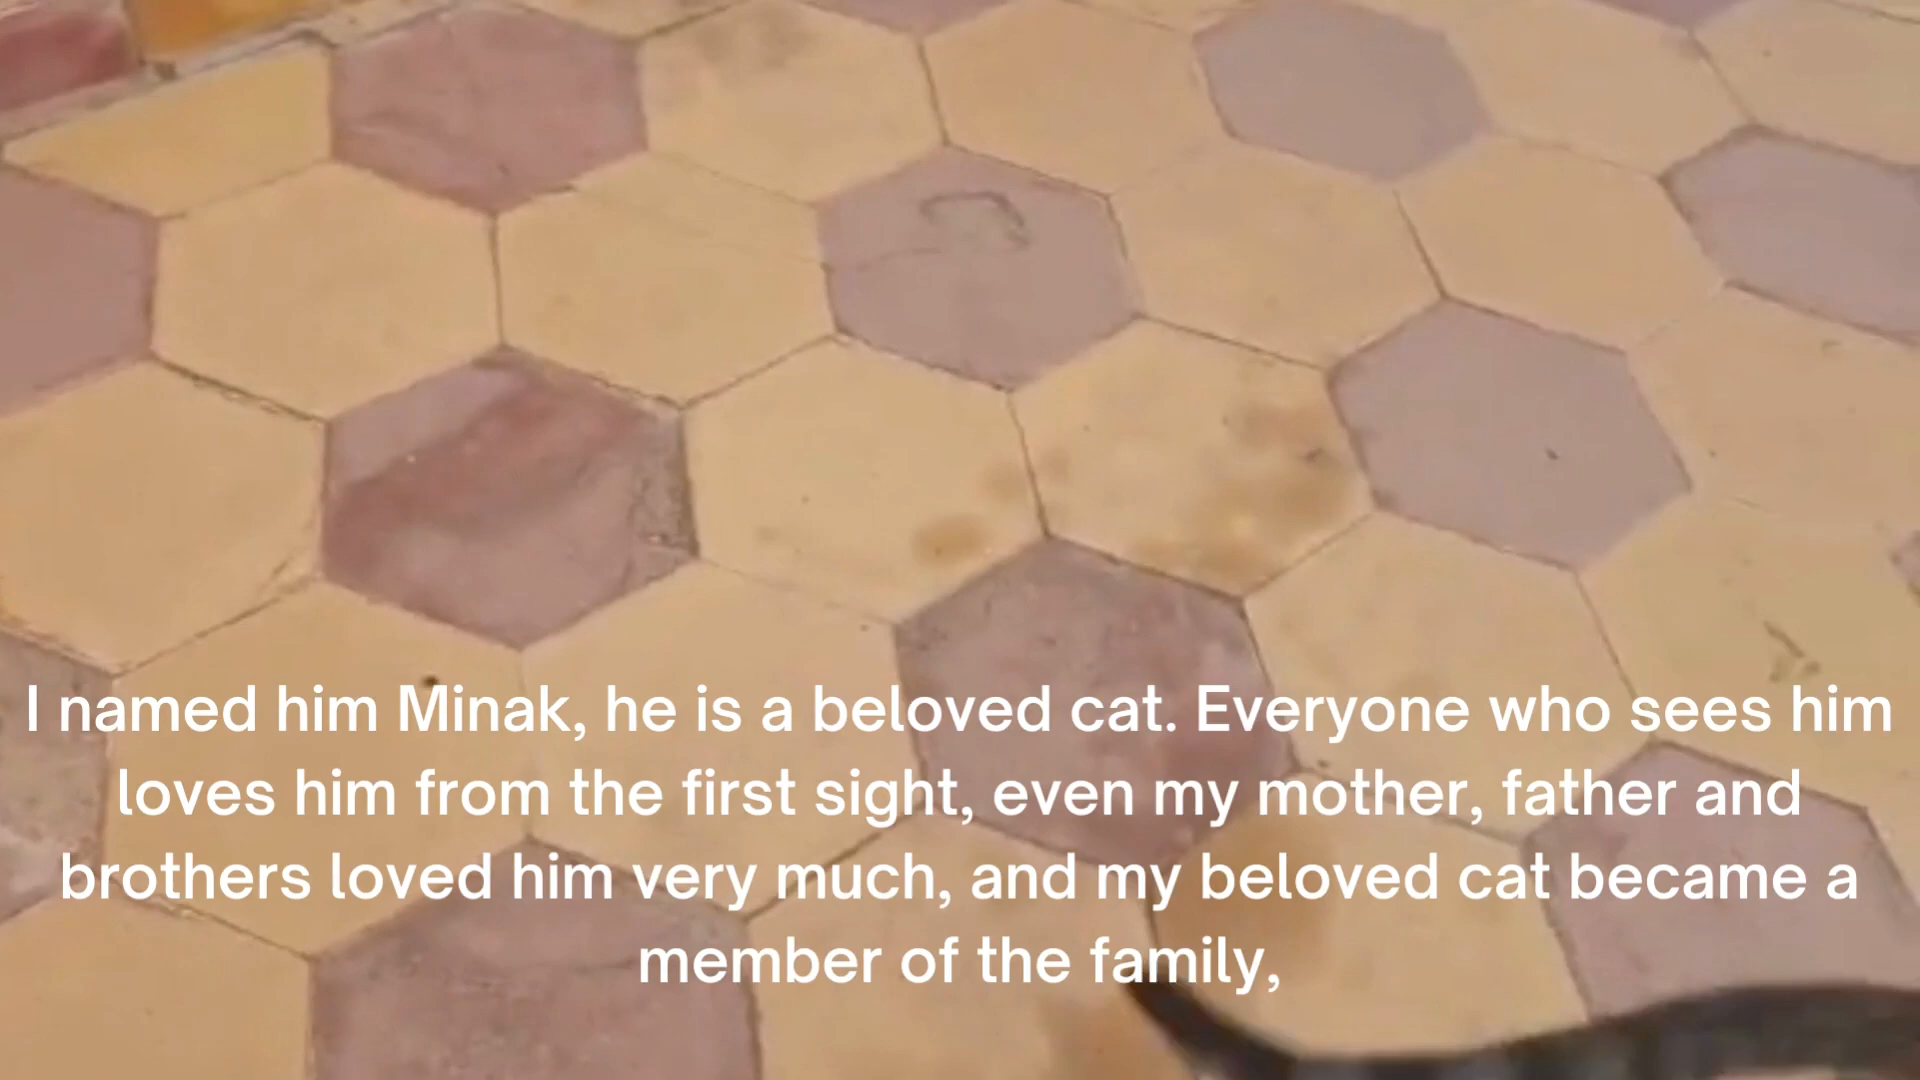 I named him Minak, he is a beloved cat. Everyone who sees him
loves him from the first sight, even my mother, father and
brothers loved him very much, and my beloved cat became a
member of the family,